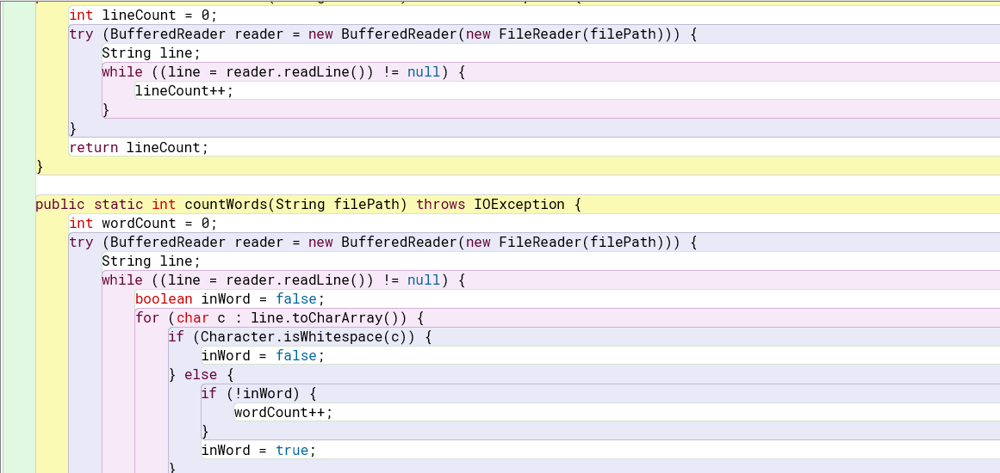 int lineCount = 0;
try (BufferedReader reader = new BufferedReader(new FileReader(filePath))) {
String line;
while ((line = reader.readLine()) != null) {
lineCount++;
}
}
return lineCount;
}
public static int countWords(String filePath) throws IOException {
int wordCount = 0;
try (BufferedReader reader = new BufferedReader(new FileReader(filePath))) {
String line;
while ((line = reader.readLine()) != null) {
boolean inWord = false;
for (char c : line.toCharArray()) {
if (Character.isWhitespace(c)) {
inWord = false;
} else {
if (!inWord) {
wordCount++;
}
inWord = true;
}